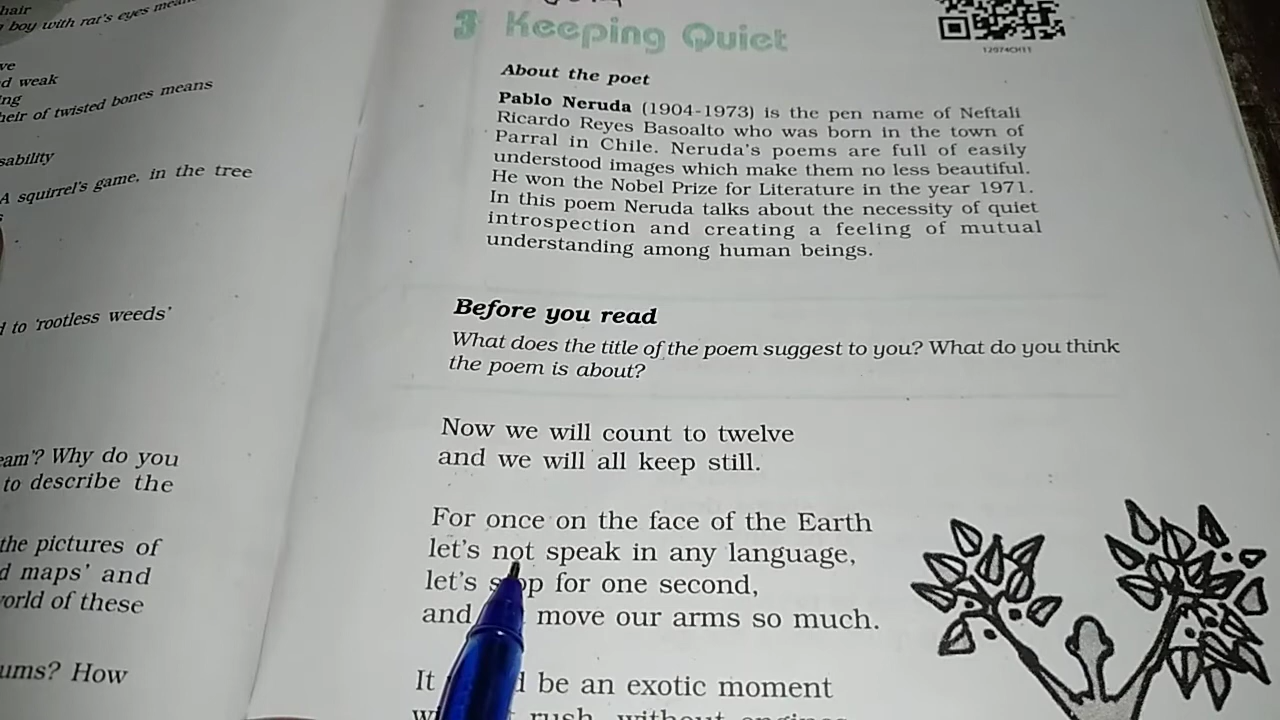 hair
boy with rat's eyes
ve
d weak
ng
heir of twisted bones means
sability
A squirrel's game, in the tree
s
d to 'rootless weeds'
eam'? Why do you
to describe the
the pictures of
d maps' and
world of these
ums? How
3 Keeping Quiet
12074CH11
About the poet
Pablo Neruda (1904-1973) is the pen name of Neftali
Ricardo Reyes Basoalto who was born in the town of
Parral in Chile. Neruda's poems are full of easily
understood images which make them no less beautiful.
He won the Nobel Prize for Literature in the year 1971.
In this poem Neruda talks about the necessity of quiet
introspection and creating a feeling of mutual
understanding among human beings.
Before you read
What does the title of the poem suggest to you? What do you think
the poem is about?
Now we will count to twelve
and we will all keep still.
For once on the face of the Earth
let's not speak in any language,
let's for one second,
and move our arms so much.
It be an exotic moment
rush, without engines